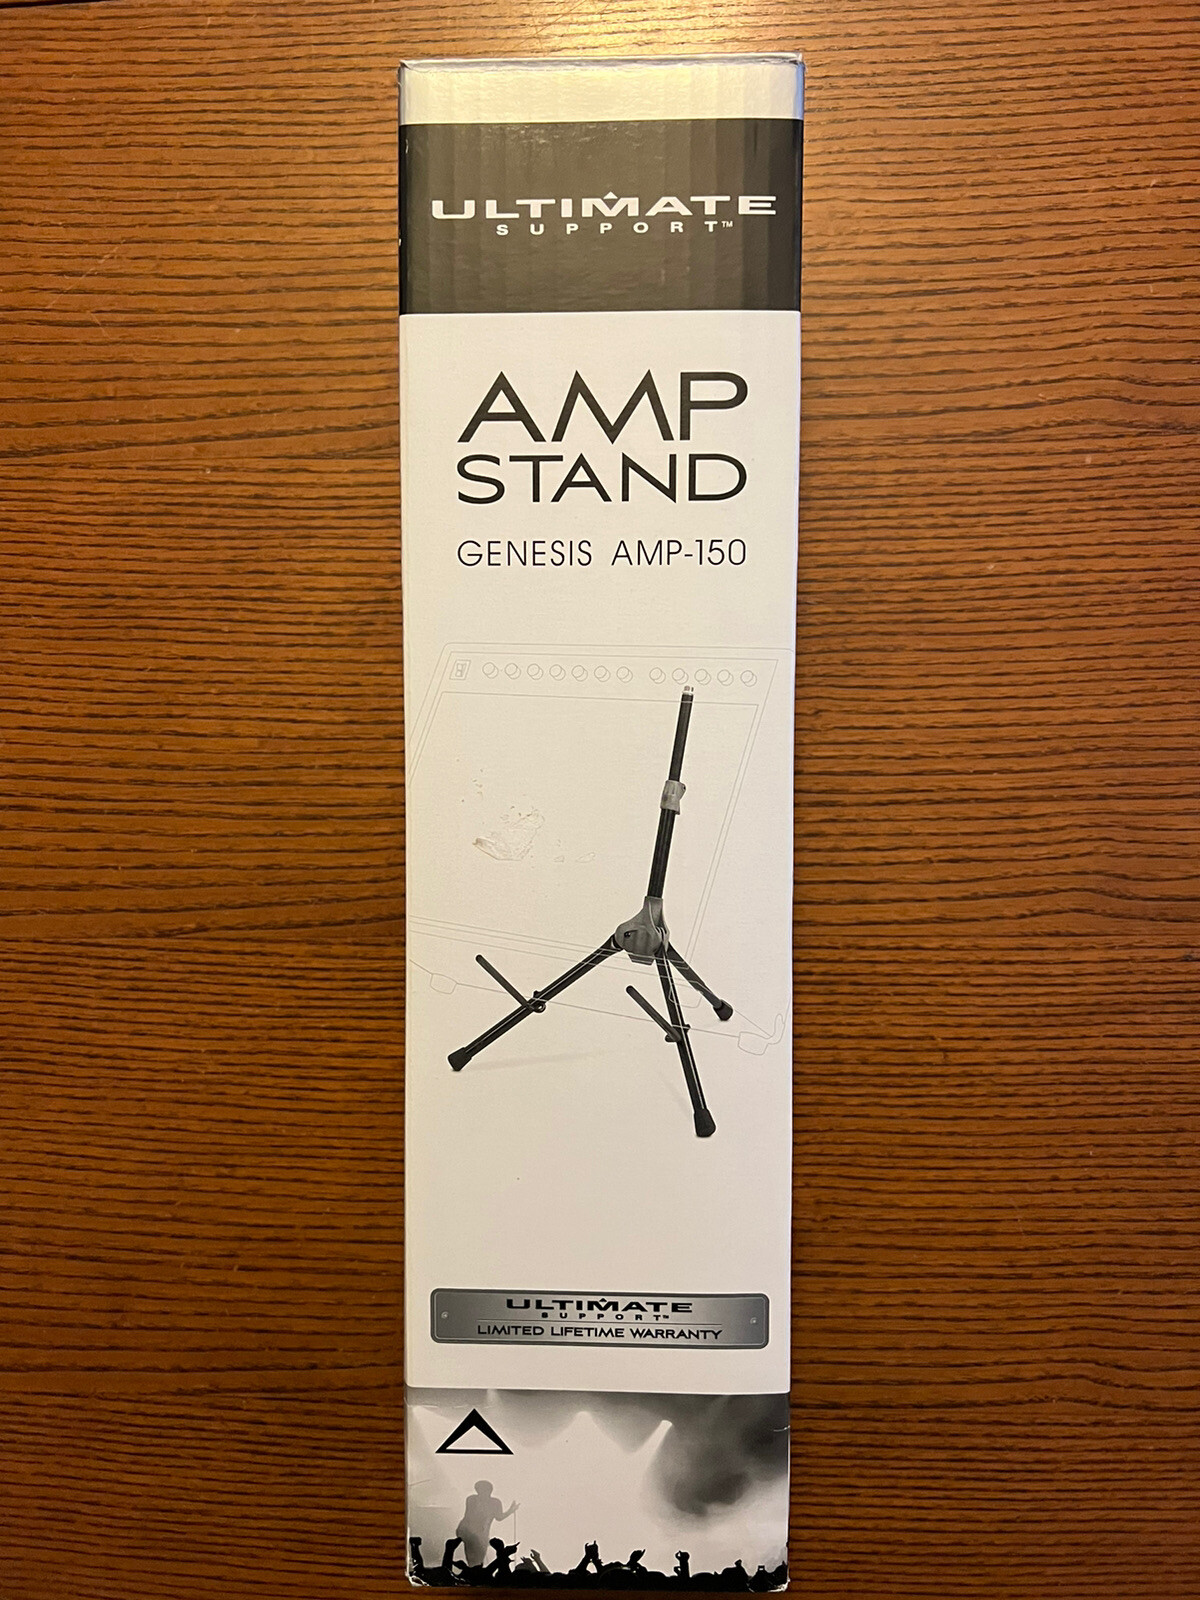 ULTIMATE
SUPPORT™
AMP
STAND
GENESIS AMP-150
ULTIMATE
SUPPORT™
LIMITED LIFETIME WARRANTY